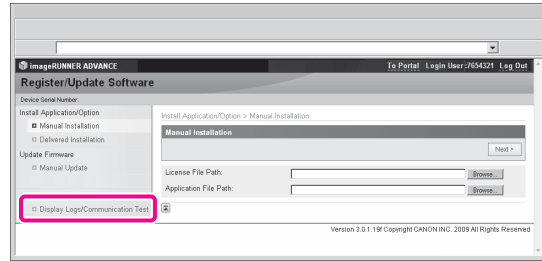 imageRUNNER ADVANCE
To Portal Login User:7654321 Log Out
Register/Update Software
Device Serial Number:
Install Application/Option
Manual Installation
Delivered Installation
Update Firmware
Manual Update
Display Logs/Communication Test
Install Application/Option > Manual Installation
Manual Installation
Next
License File Path:
Browse...
Application File Path:
Browse...
Version 3.0.1.19f Copyright CANON INC. 2009 All Rights Reserved